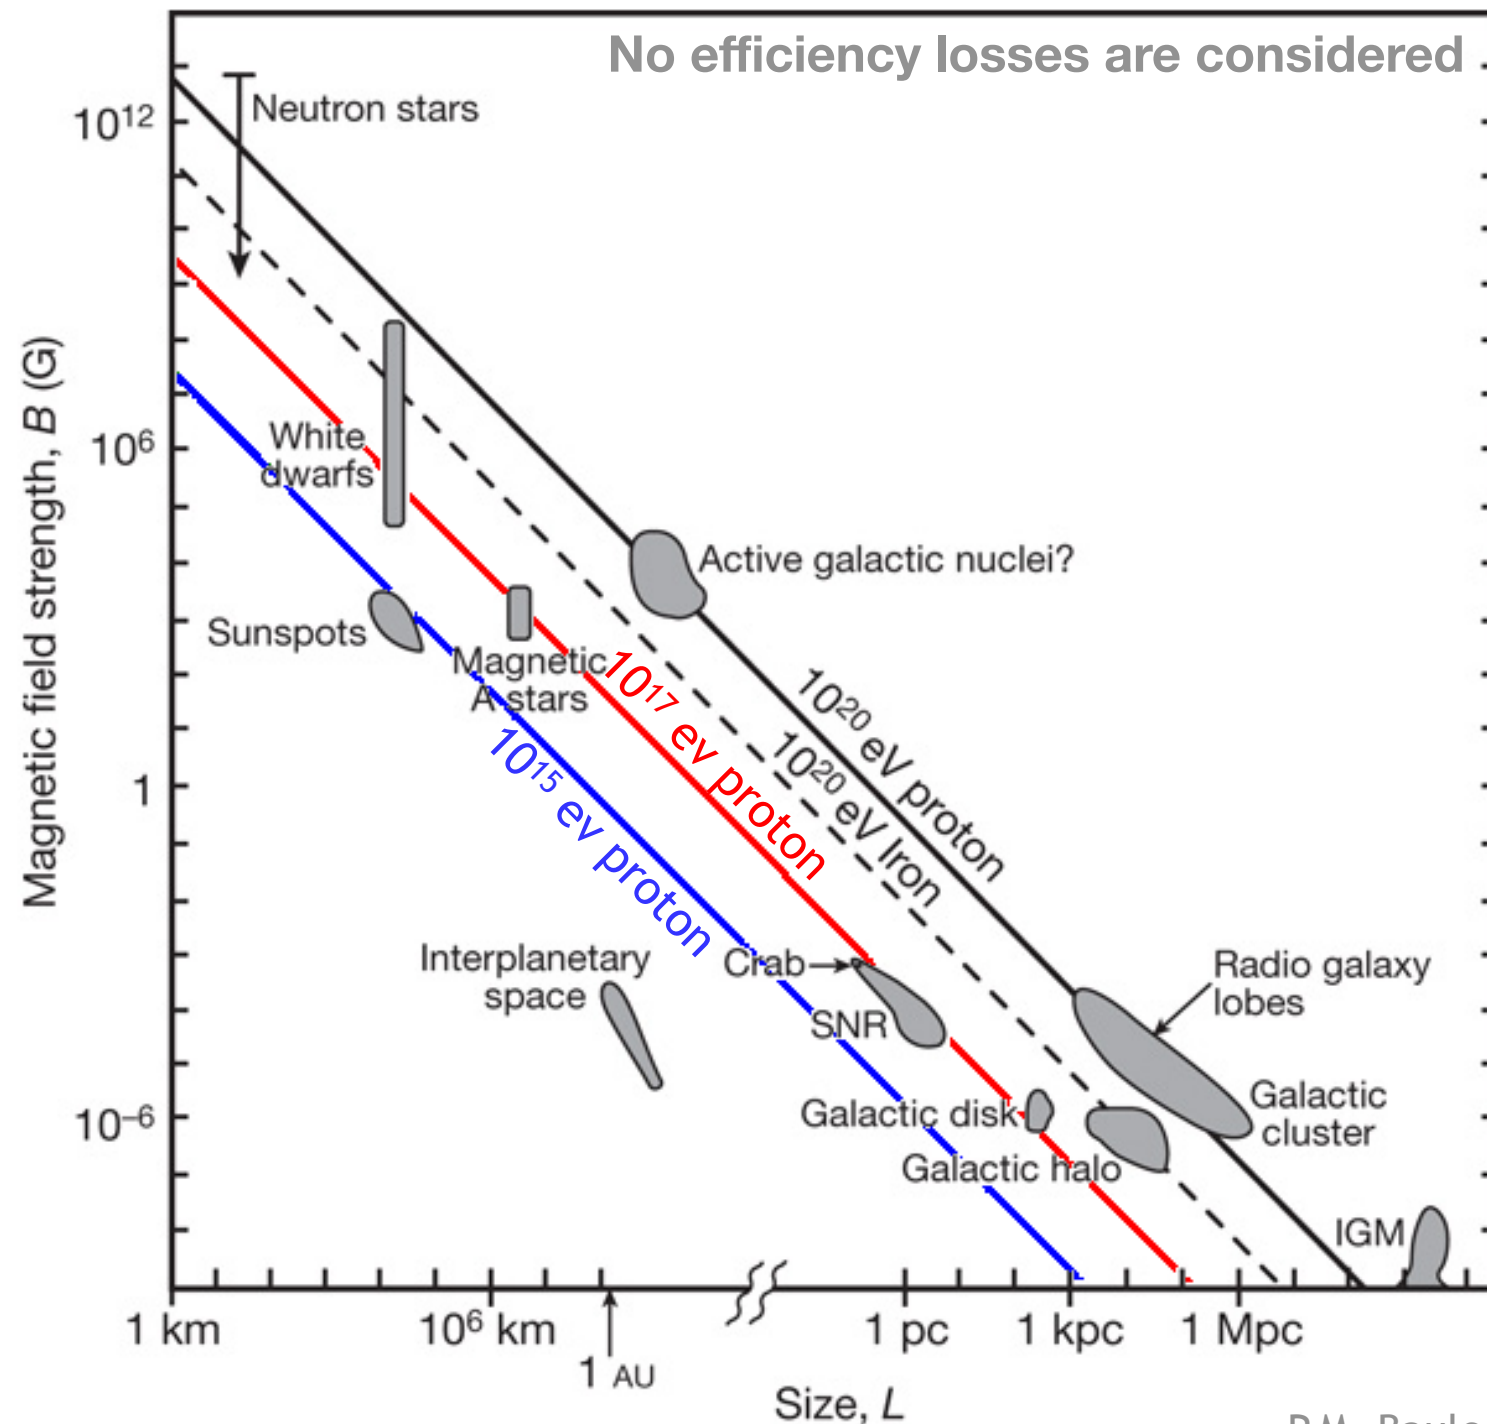 No efficiency losses are considered
Neutron stars
10¹²
White
dwarfs
10⁶
Active galactic nuclei?
Sunspots
Magnetic
A stars
10¹⁷ ev proton
10²⁰ eV proton
10²⁰ eV Iron
10¹⁵ ev proton
1
Interplanetary
space
Crab
SNR
Radio galaxy
lobes
Galactic disk
Galactic
cluster
10⁻⁶
Galactic halo
IGM
Magnetic field strength, B (G)
1 km
10⁶ km
1 pc
1 kpc
1 Mpc
1 AU
Size, L